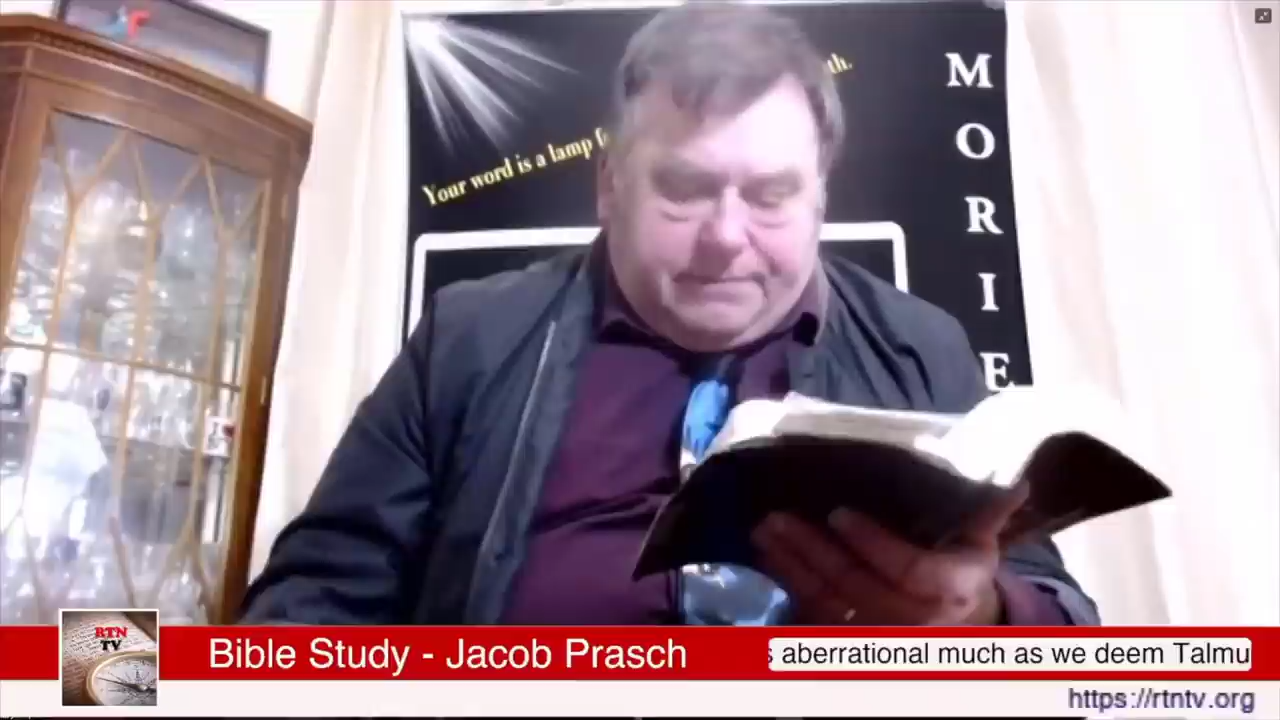 Your word is a lamp
th.
M
O
R
I
E
RTN
TV
Bible Study - Jacob Prasch
aberrational much as we deem Talmu
https://rtntv.org